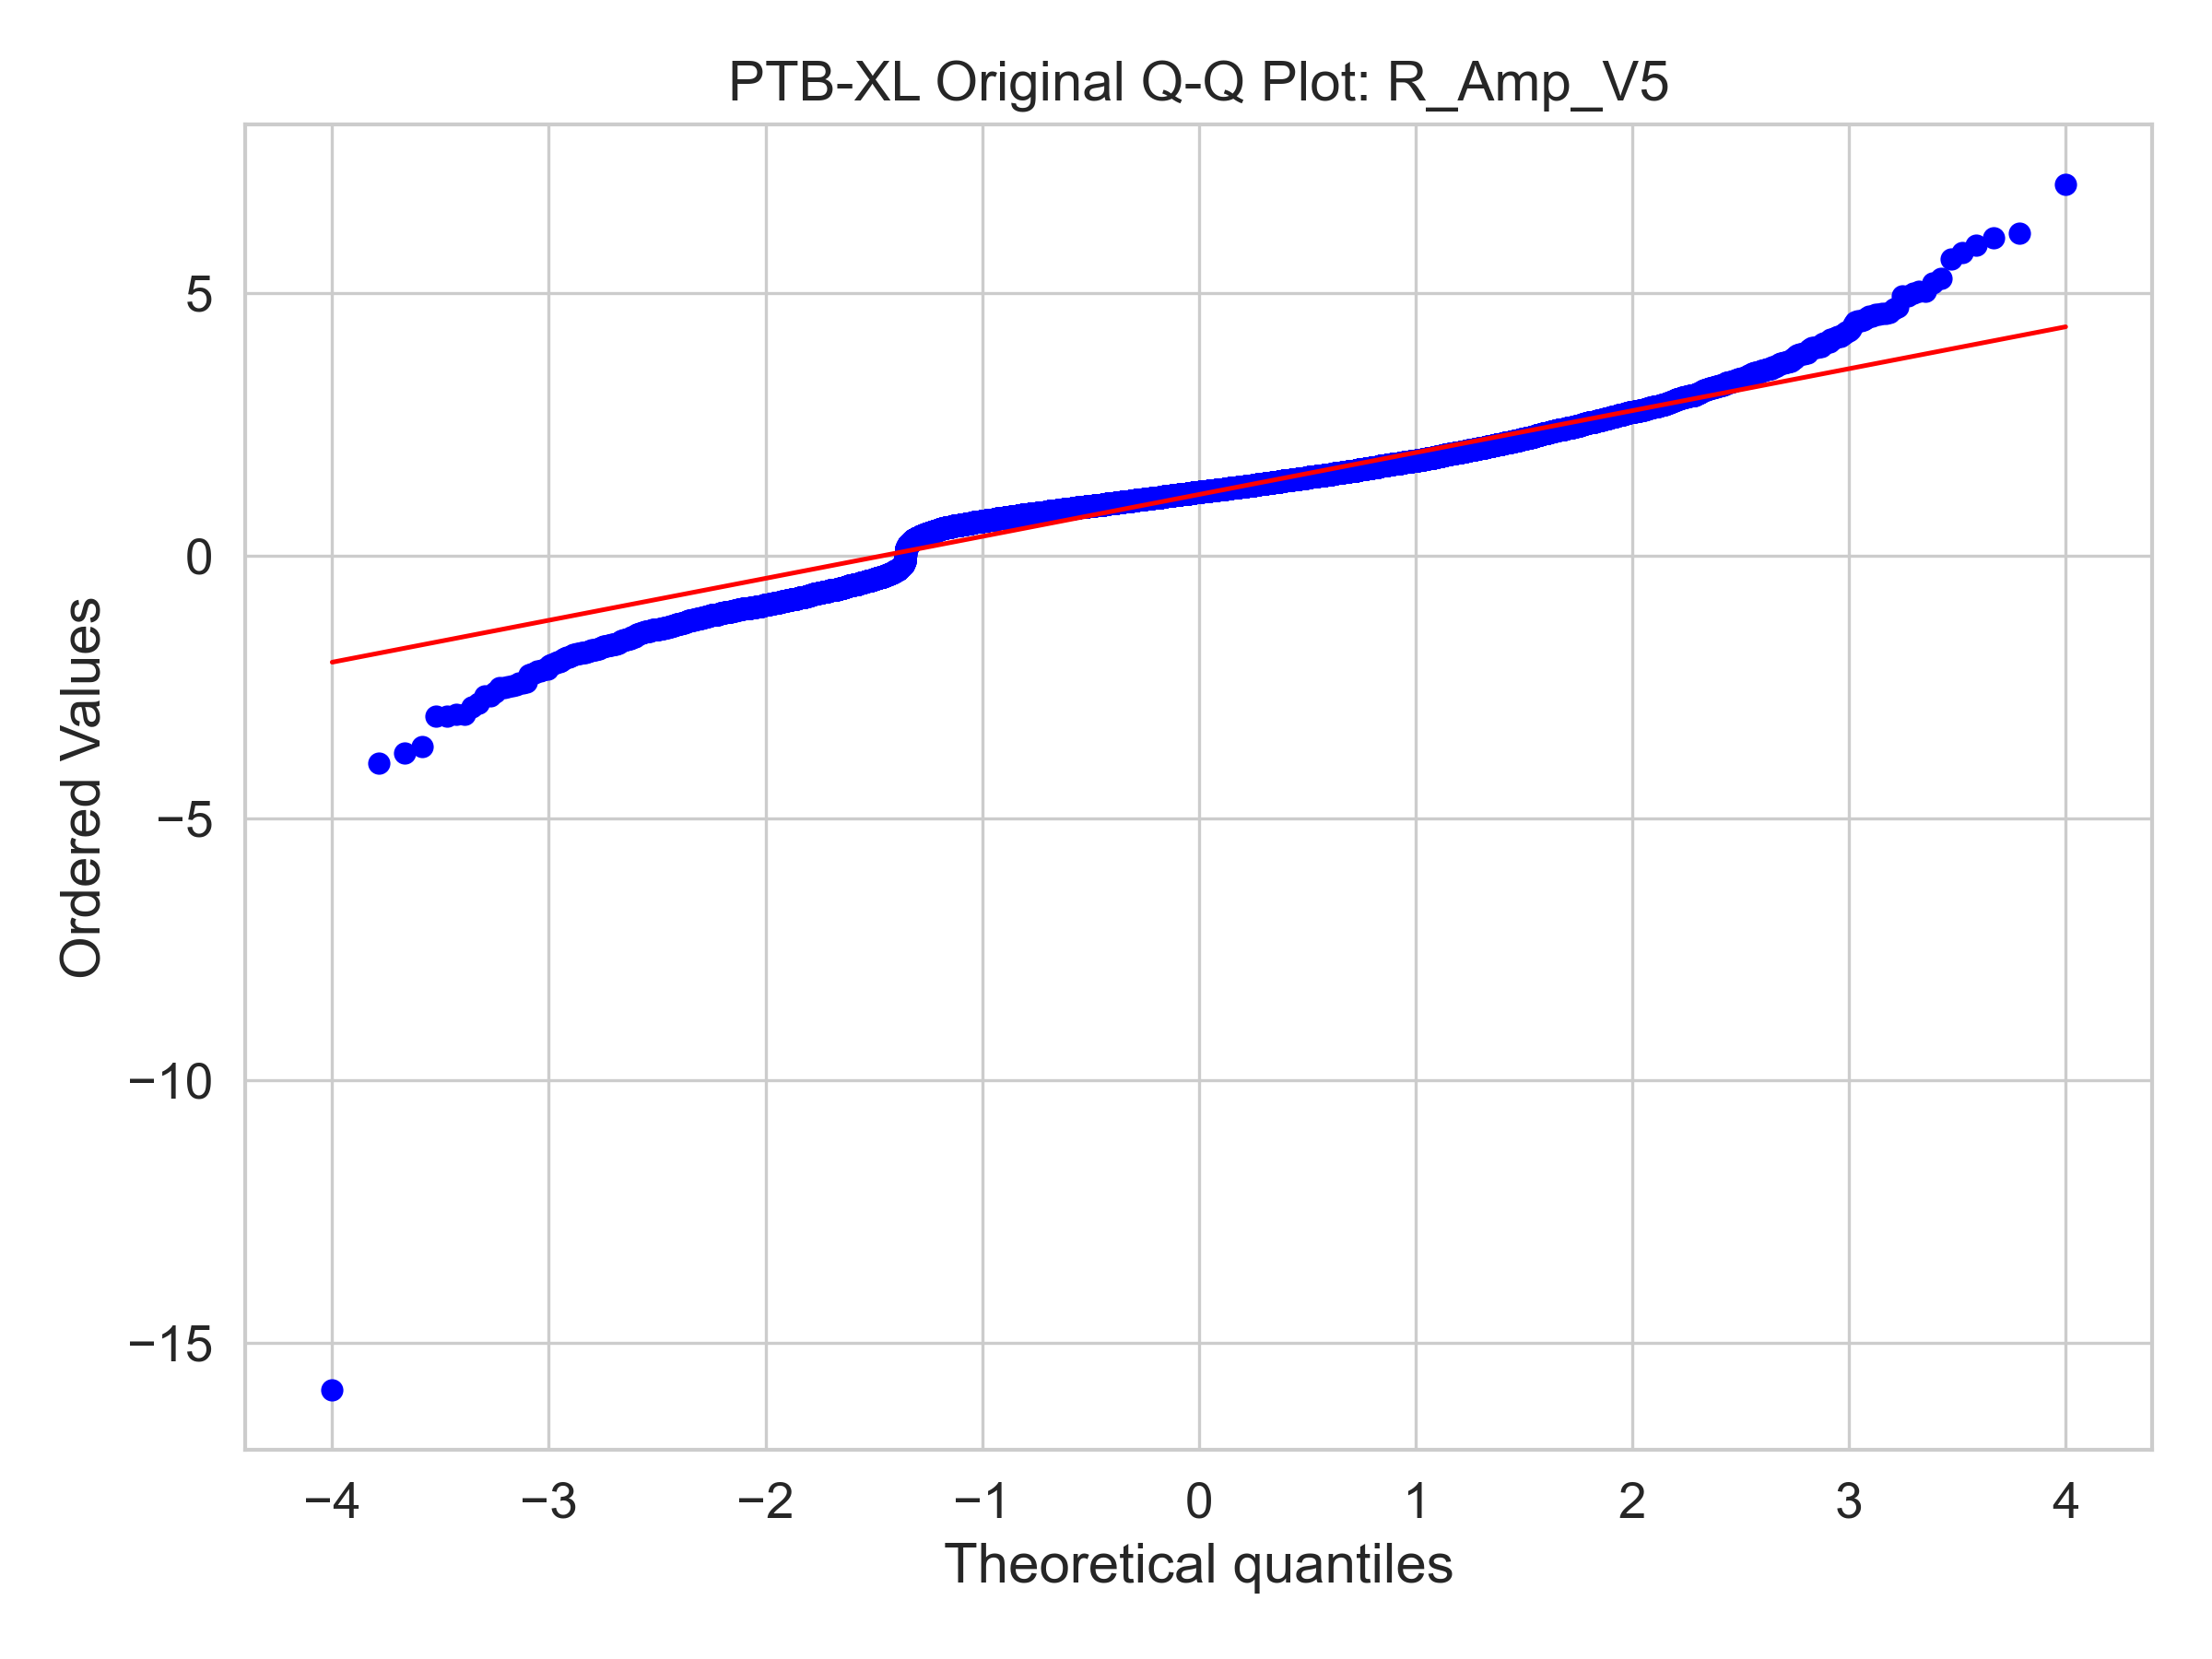 PTB-XL Original Q-Q Plot: R_Amp_V5
5
0
−5
−10
−15
Ordered Values
−4 −3 −2 −1 0 1 2 3 4
Theoretical quantiles